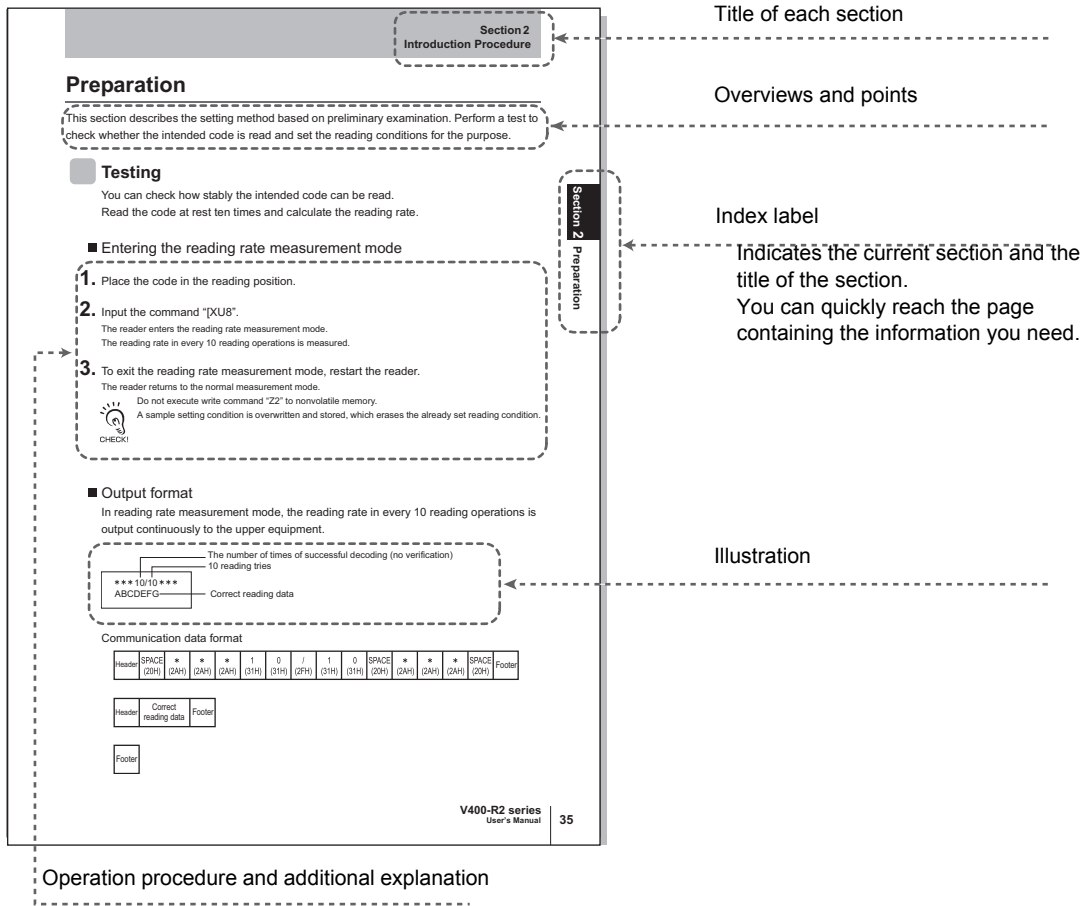 Title of each section
Section 2
Introduction Procedure
Preparation
Overviews and points
This section describes the setting method based on preliminary examination. Perform a test to
check whether the intended code is read and set the reading conditions for the purpose.
Testing
You can check how stably the intended code can be read.
Read the code at rest ten times and calculate the reading rate.
Section 2 Preparation
Index label
Indicates the current section and the
title of the section.
You can quickly reach the page
containing the information you need.
■ Entering the reading rate measurement mode
1. Place the code in the reading position.
2. Input the command “[XU8”.
The reader enters the reading rate measurement mode.
The reading rate in every 10 reading operations is measured.
3. To exit the reading rate measurement mode, restart the reader.
The reader returns to the normal measurement mode.
Do not execute write command “Z2” to nonvolatile memory.
A sample setting condition is overwritten and stored, which erases the already set reading condition.
CHECK!
■ Output format
In reading rate measurement mode, the reading rate in every 10 reading operations is
output continuously to the upper equipment.
The number of times of successful decoding (no verification)
10 reading tries
***10/10***
ABCDEFG
Correct reading data
Illustration
Communication data format
Header SPACE * * * 1 0 / 1 0 SPACE * * * SPACE Footer
(20H) (2AH) (2AH) (2AH) (31H) (31H) (2FH) (31H) (31H) (20H) (2AH) (2AH) (2AH) (20H)
Header Correct Footer
reading data
Footer
V400-R2 series
User's Manual
35
Operation procedure and additional explanation